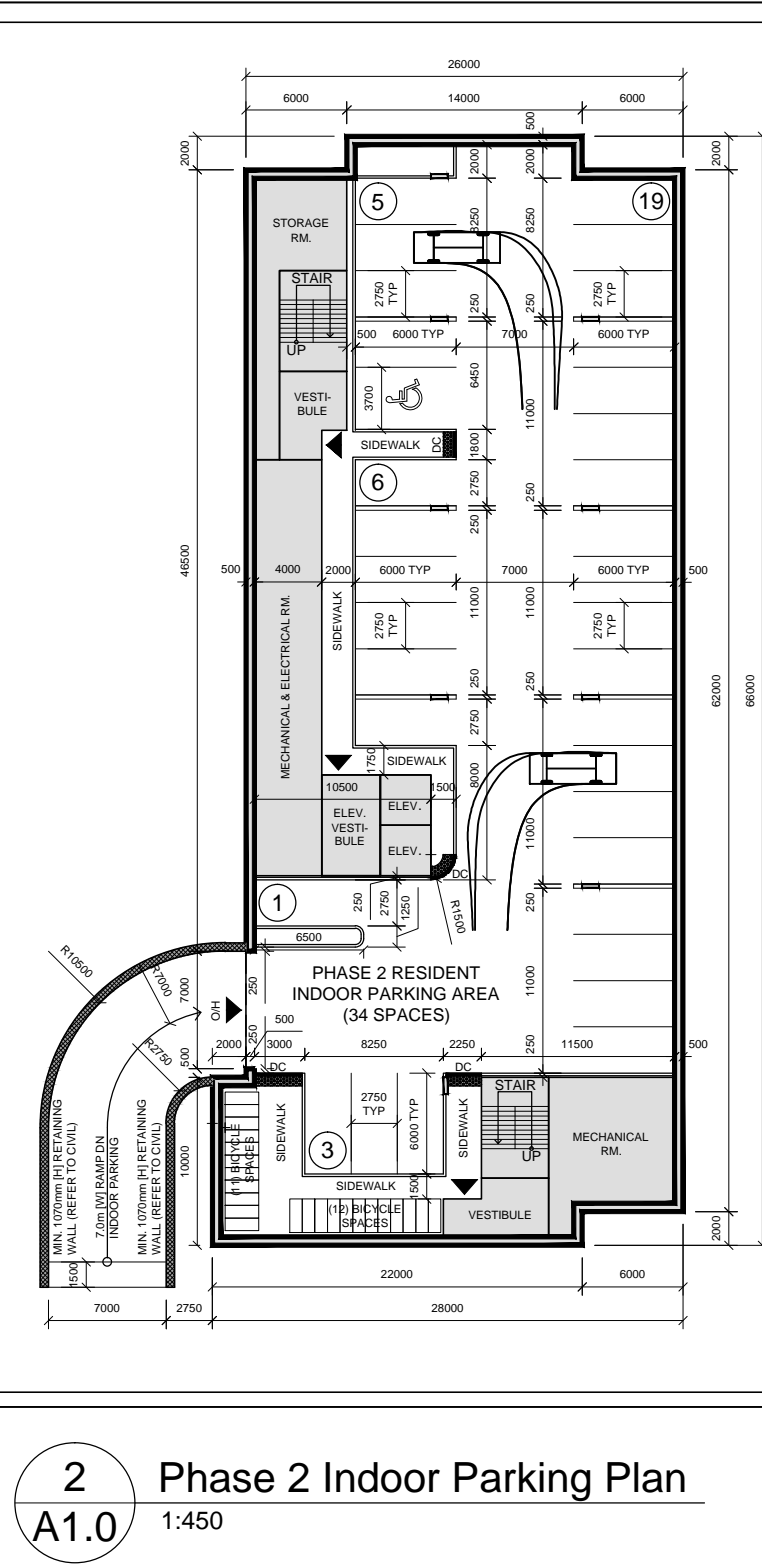 26000
6000
14000
6000
500
2000
2000
2000
2000
5
19
STORAGE
RM.
8250
8250
STAIR
2750
TYP
250
250
2750
TYP
UP
500
6000 TYP
7000
6000 TYP
VESTI-
BULE
3700
6450
11000
SIDEWALK
DC
1800
6
2750
250
250
46500
500
4000
2000
6000 TYP
7000
6000 TYP
500
MECHANICAL & ELECTRICAL RM.
SIDEWALK
2750
TYP
11000
11000
2750
TYP
62000
66000
250
250
2750
1750
SIDEWALK
8000
10500
1500
ELEV.
VESTI-
BULE
ELEV.
ELEV.
11000
DC
1
250
2750
1250
R1500
250
6500
R10500
R7000
7000
O/H
250
PHASE 2 RESIDENT
INDOOR PARKING AREA
(34 SPACES)
11000
500
250
250
R2750
500
2000
3000
8250
2250
11500
500
DC
DC
MIN. 1070mm [H] RETAINING
WALL (REFER TO CIVIL)
7.0m [W] RAMP DN
INDOOR PARKING
MIN. 1070mm [H] RETAINING
WALL (REFER TO CIVIL)
10000
(11) BICYCLE
SPACES
SIDEWALK
2750
TYP
6000 TYP
SIDEWALK
STAIR
UP
MECHANICAL
RM.
3
SIDEWALK
1500
(12) BICYCLE
SPACES
VESTIBULE
2000
1500
22000
6000
7000
2750
28000
2
A1.0
Phase 2 Indoor Parking Plan
1:450